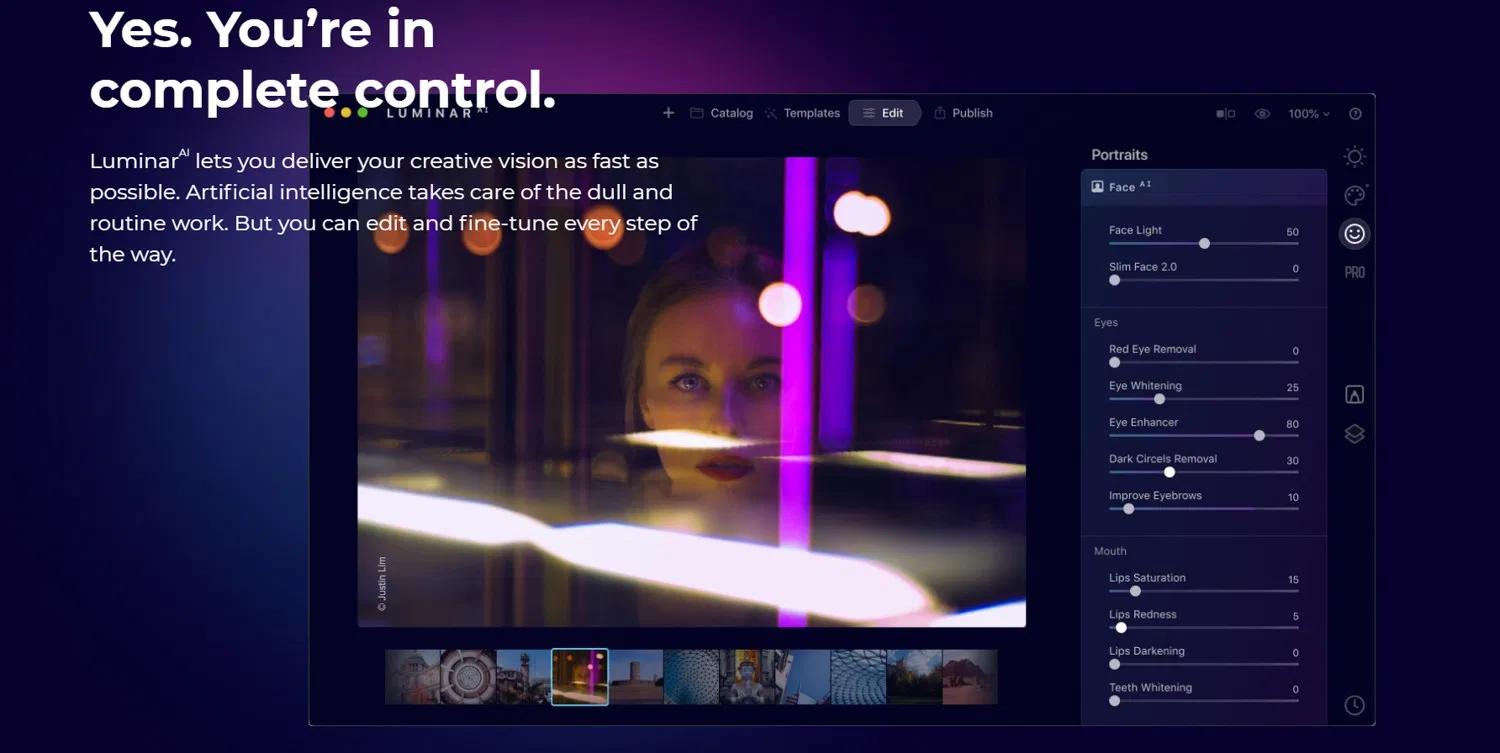 Yes. You’re in
complete control.
LuminarAI lets you deliver your creative vision as fast as
possible. Artificial intelligence takes care of the dull and
routine work. But you can edit and fine-tune every step of
the way.
LUMINAR AI
Catalog
Templates
Edit
Publish
100%
Portraits
Face AI
Face Light 50
Slim Face 2.0 0
Eyes
Red Eye Removal 0
Eye Whitening 25
Eye Enhancer 80
Dark Circels Removal 30
Improve Eyebrows 10
Mouth
Lips Saturation 15
Lips Redness 5
Lips Darkening 0
Teeth Whitening 0
PRO
© Justin Lim